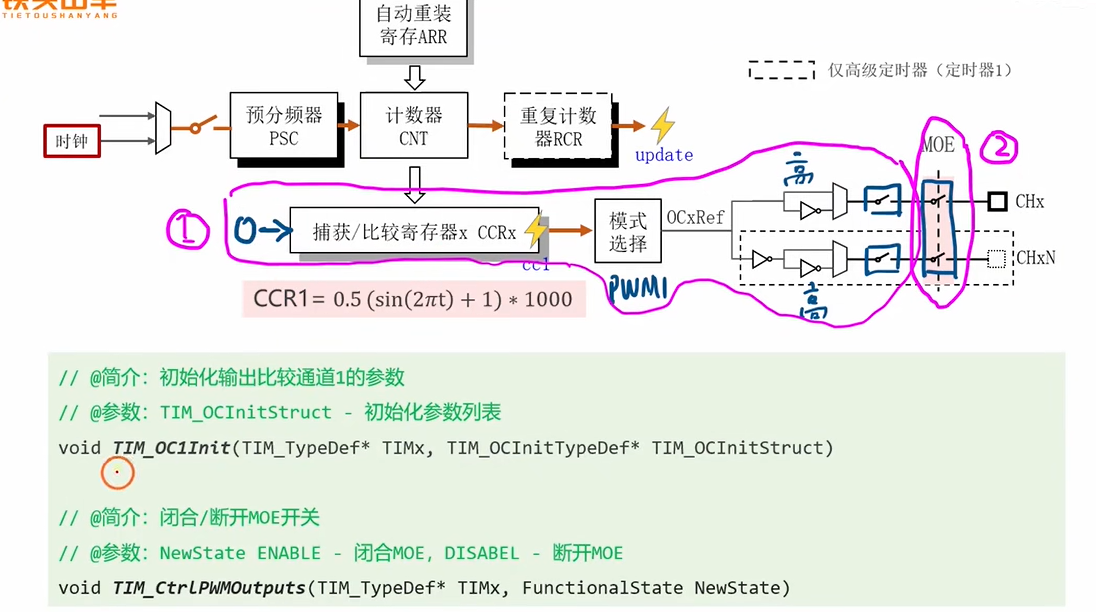 TIETOUSHANYANG
自动重装
寄存ARR
仅高级定时器（定时器1）
时钟
预分频器
PSC
计数器
CNT
重复计数
器RCR
update
MOE
②
高
①
0
捕获/比较寄存器x CCRx
cc1
模式
选择
OCxRef
CHx
CHxN
PWM1
高
CCR1= 0.5 (sin(2πt) + 1) * 1000
// @简介：初始化输出比较通道1的参数
// @参数：TIM_OCInitStruct - 初始化参数列表
void TIM_OC1Init(TIM_TypeDef* TIMx, TIM_OCInitTypeDef* TIM_OCInitStruct)
// @简介：闭合/断开MOE开关
// @参数：NewState ENABLE - 闭合MOE, DISABEL - 断开MOE
void TIM_CtrlPWMOutputs(TIM_TypeDef* TIMx, FunctionalState NewState)